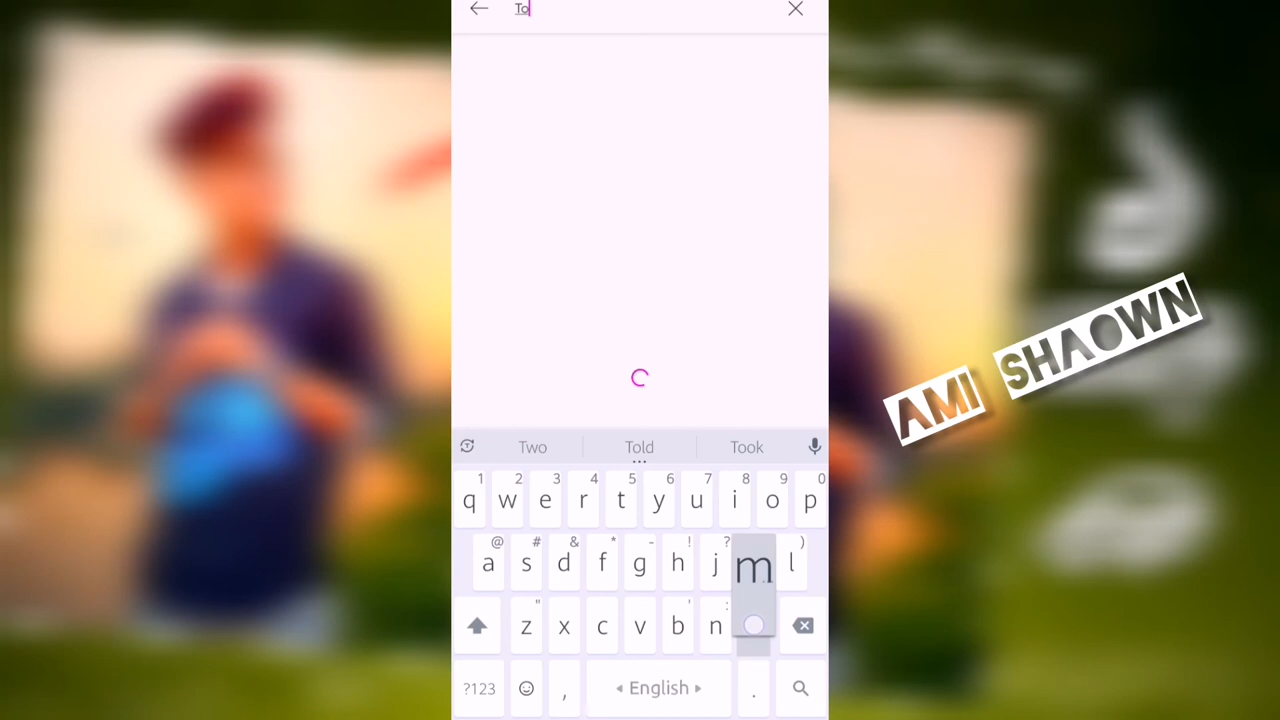 To
Two Told Took
1 2 3 4 5 6 7 8 9 0
q w e r t y u i o p
@ # & * - ! ? )
a s d f g h j m l
" ' :
z x c v b n
?123 , English .
AMI SHAOWN